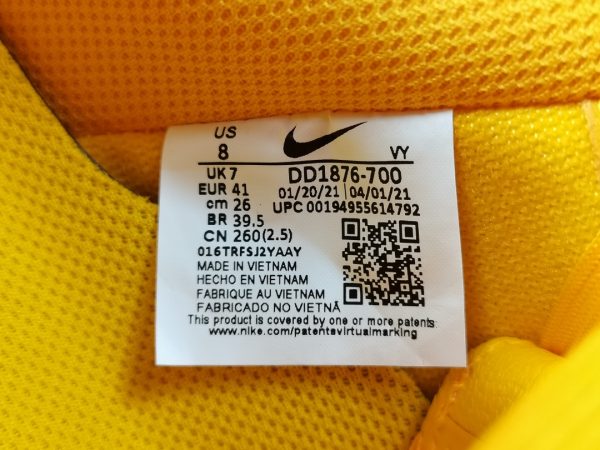 US
8
VY
UK 7
DD1876-700
EUR 41
01/20/21 04/01/21
cm 26
UPC 00194955614792
BR 39.5
CN 260(2.5)
016TRFSJ2YAAY
MADE IN VIETNAM
HECHO EN VIETNAM
FABRIQUE AU VIETNAM
FABRICADO NO VIETNÃ
This product is covered by one or more patents:
www.nike.com/patentsvirtualmarking